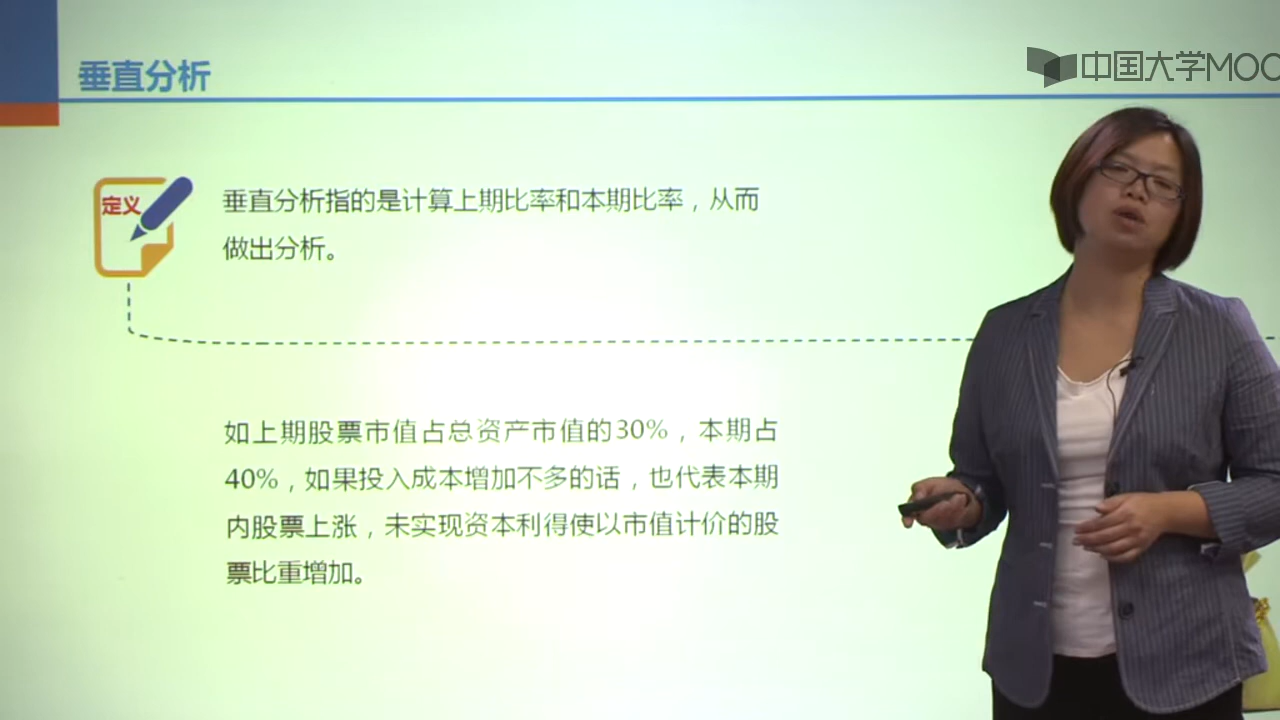 垂直分析
中国大学MOO
定义
垂直分析指的是计算上期比率和本期比率，从而
做出分析。
如上期股票市值占总资产市值的30%，本期占
40%，如果投入成本增加不多的话，也代表本期
内股票上涨，未实现资本利得使以市值计价的股
票比重增加。